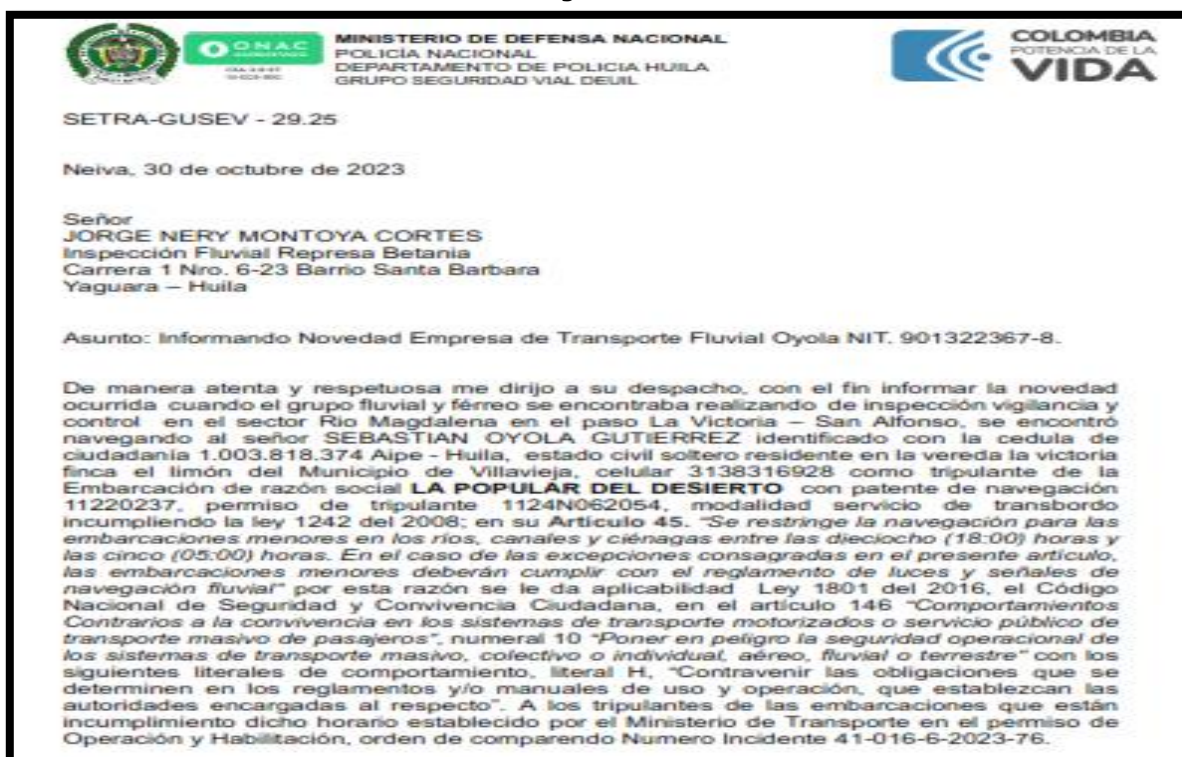 ONAC
MINISTERIO DE DEFENSA NACIONAL
POLICÍA NACIONAL
DEPARTAMENTO DE POLICIA HUILA
GRUPO SEGURIDAD VIAL DEUIL
COLOMBIA
POTENCIA DE LA
VIDA
SETRA-GUSEV - 29.25
Neiva, 30 de octubre de 2023
Señor
JORGE NERY MONTOYA CORTES
Inspección Fluvial Represa Betania
Carrera 1 Nro. 6-23 Barrio Santa Barbara
Yaguara – Huila
Asunto: Informando Novedad Empresa de Transporte Fluvial Oyola NIT. 901322367-8.
De manera atenta y respetuosa me dirijo a su despacho, con el fin informar la novedad
ocurrida cuando el grupo fluvial y férreo se encontraba realizando de inspección vigilancia y
control en el sector Rio Magdalena en el paso La Victoria – San Alfonso, se encontró
navegando al señor SEBASTIAN OYOLA GUTIERREZ identificado con la cedula de
ciudadanía 1.003.818.374 Aipe - Huila, estado civil soltero residente en la vereda la victoria
finca el limón del Municipio de Villavieja, celular 3138316928 como tripulante de la
Embarcación de razón social LA POPULAR DEL DESIERTO con patente de navegación
11220237, permiso de tripulante 1124N062054, modalidad servicio de transbordo
incumpliendo la ley 1242 del 2008; en su Artículo 45. "Se restringe la navegación para las
embarcaciones menores en los ríos, canales y ciénagas entre las dieciocho (18:00) horas y
las cinco (05:00) horas. En el caso de las excepciones consagradas en el presente artículo,
las embarcaciones menores deberán cumplir con el reglamento de luces y señales de
navegación fluvial" por esta razón se le da aplicabilidad Ley 1801 del 2016, el Código
Nacional de Seguridad y Convivencia Ciudadana, en el artículo 146 "Comportamientos
Contrarios a la convivencia en los sistemas de transporte motorizados o servicio público de
transporte masivo de pasajeros", numeral 10 "Poner en peligro la seguridad operacional de
los sistemas de transporte masivo, colectivo o individual, aéreo, fluvial o terrestre" con los
siguientes literales de comportamiento, literal H, "Contravenir las obligaciones que se
determinen en los reglamentos y/o manuales de uso y operación, que establezcan las
autoridades encargadas al respecto". A los tripulantes de las embarcaciones que están
incumplimiento dicho horario establecido por el Ministerio de Transporte en el permiso de
Operación y Habilitación, orden de comparendo Numero Incidente 41-016-6-2023-76.